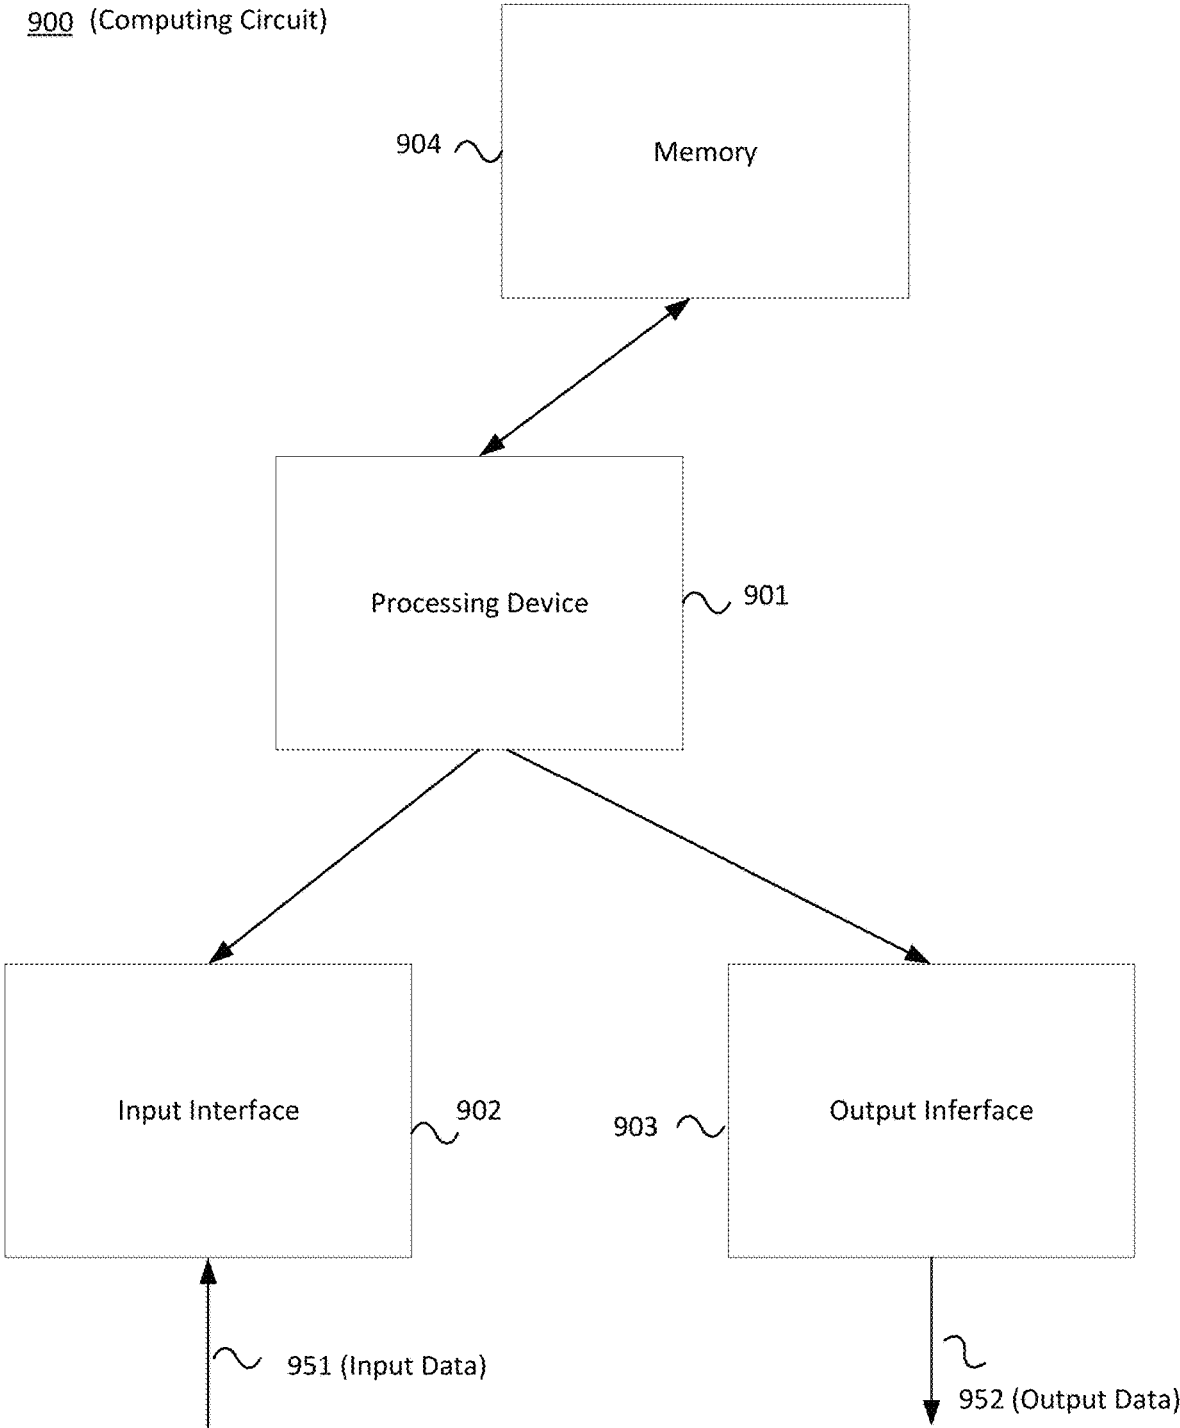 900 (Computing Circuit)
904
Memory
Processing Device
901
Input Interface
902
903
Output Inferface
951 (Input Data)
952 (Output Data)